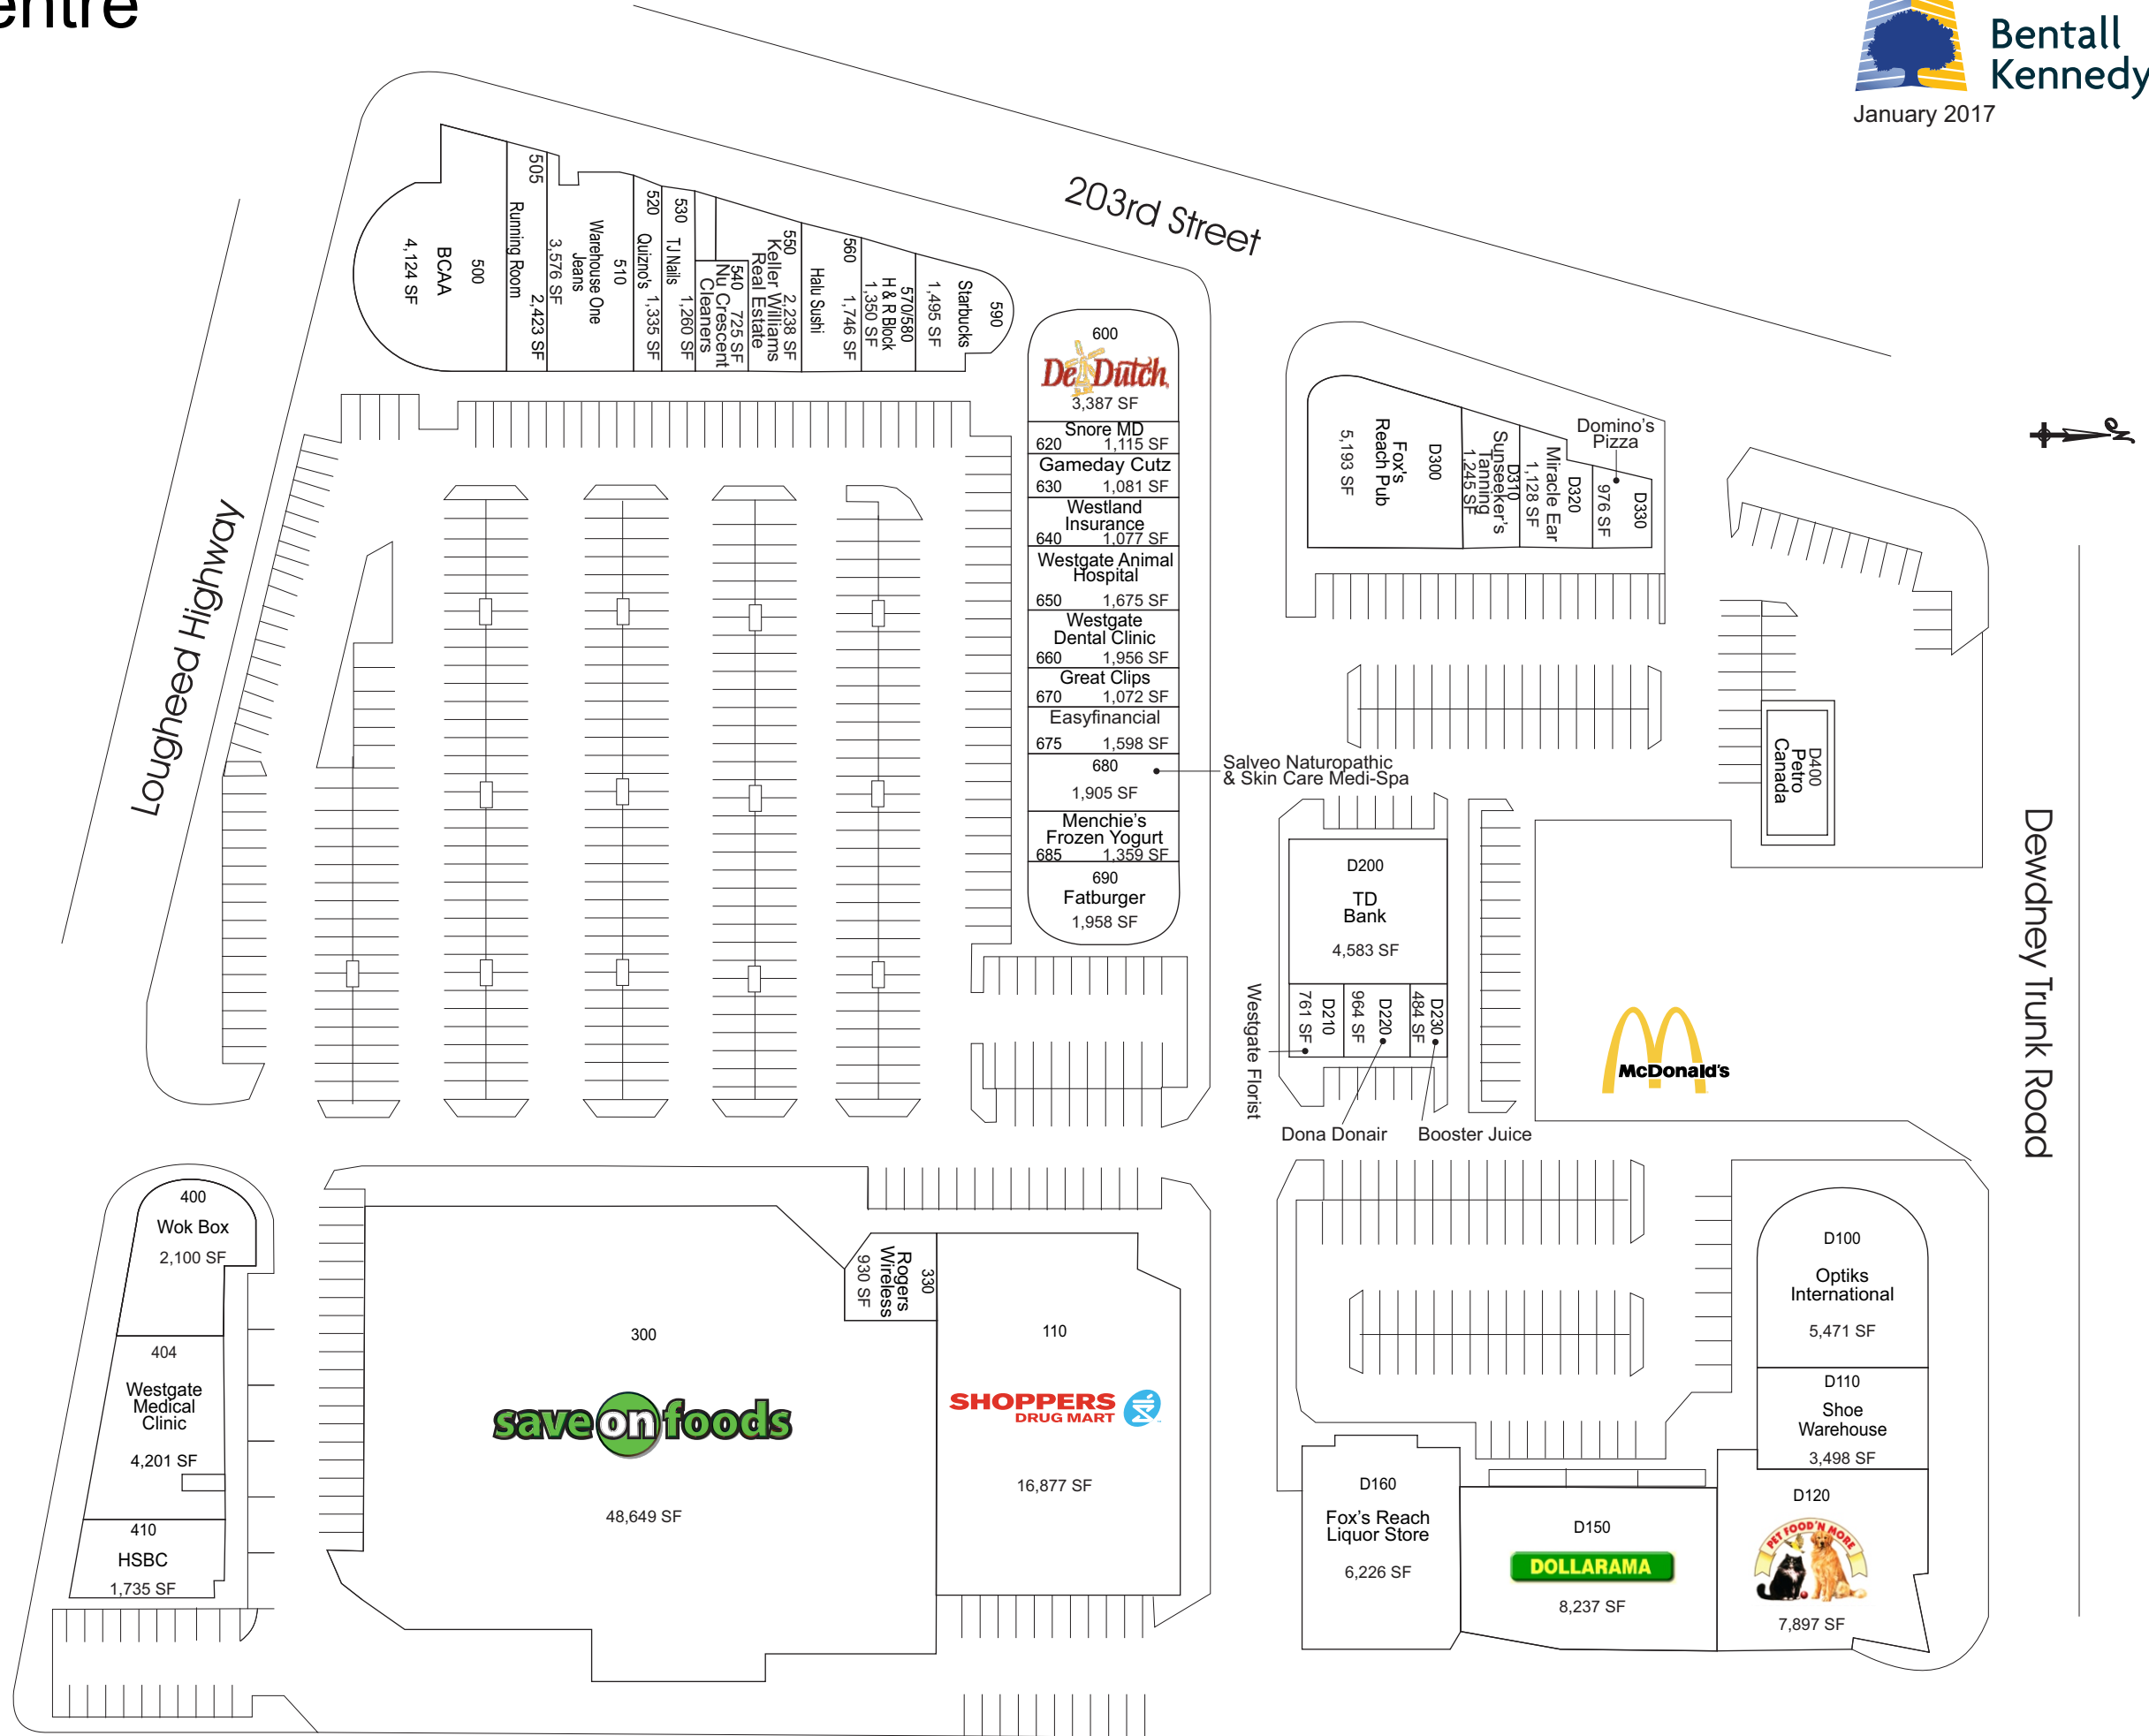 entre
Bentall
Kennedy
January 2017
203rd Street
Lougheed Highway
Dewdney Trunk Road
N
500
BCAA
4,124 SF
505
Running Room
2,423 SF
510
Warehouse One
Jeans
3,576 SF
520
Quizno's
1,335 SF
530
TJ Nails
1,260 SF
540
725 SF
Nu Crescent
Cleaners
550
2,238 SF
Keller Williams
Real Estate
560
1,746 SF
Halu Sushi
570/580
H & R Block
1,350 SF
590
Starbucks
1,495 SF
600
De Dutch
3,387 SF
Snore MD
620 1,115 SF
Gameday Cutz
630 1,081 SF
Westland
Insurance
640 1,077 SF
Westgate Animal
Hospital
650 1,675 SF
Westgate
Dental Clinic
660 1,956 SF
Great Clips
670 1,072 SF
Easyfinancial
675 1,598 SF
680
1,905 SF
Salveo Naturopathic
& Skin Care Medi-Spa
Menchie's
Frozen Yogurt
685 1,359 SF
690
Fatburger
1,958 SF
D300
Fox's
Reach Pub
5,193 SF
D310
Sunseeker's
Tanning
1,245 SF
D320
Miracle Ear
1,128 SF
Domino's
Pizza
D330
976 SF
D400
Petro
Canada
D200
TD
Bank
4,583 SF
D210
761 SF
Westgate Florist
D220
964 SF
Dona Donair
D230
484 SF
Booster Juice
McDonald's
400
Wok Box
2,100 SF
404
Westgate
Medical
Clinic
4,201 SF
410
HSBC
1,735 SF
300
save on foods
48,649 SF
330
Rogers
Wireless
930 SF
110
SHOPPERS
DRUG MART
16,877 SF
D100
Optiks
International
5,471 SF
D110
Shoe
Warehouse
3,498 SF
D120
PET FOOD'N MORE
7,897 SF
D150
DOLLARAMA
8,237 SF
D160
Fox's Reach
Liquor Store
6,226 SF